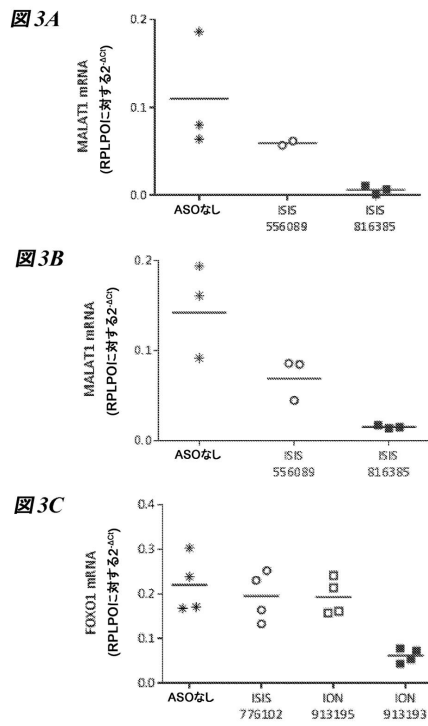 図3A
MALAT1 mRNA
(RPLPOIに対する2-ΔCt)
0.2
0.1
0.0
ASOなし
ISIS
556089
ISIS
816385
図3B
MALAT1 mRNA
(RPLPOIに対する2-ΔCt)
0.2
0.1
0.0
ASOなし
ISIS
556089
ISIS
816385
図3C
FOXO1 mRNA
(RPLPOIに対する2-ΔCt)
0.4
0.3
0.2
0.1
0.0
ASOなし
ISIS
776102
ION
913195
ION
913193